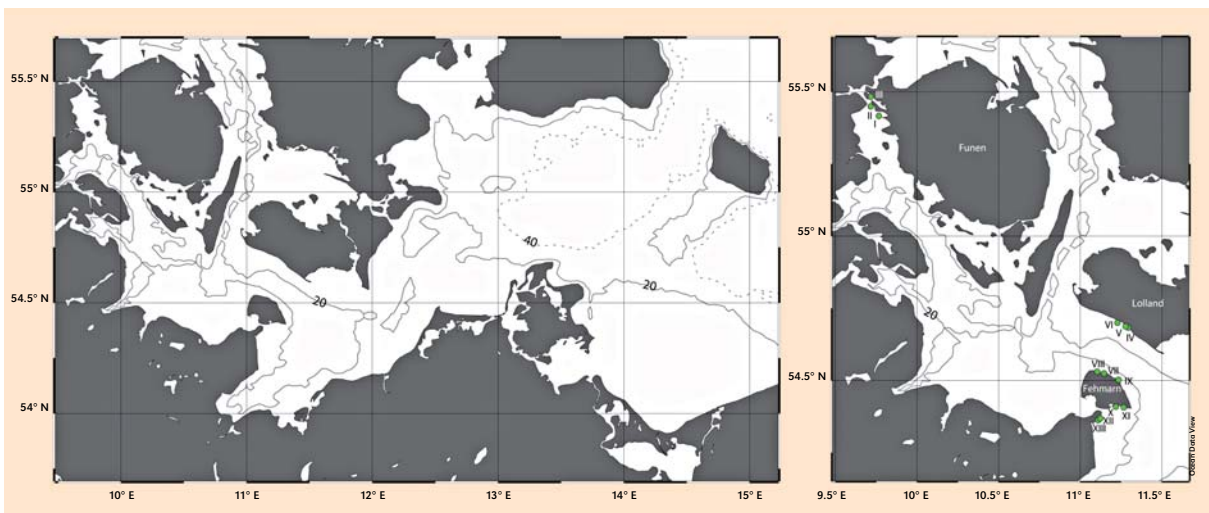 55.5° N
55° N
54.5° N
54° N
10° E
11° E
12° E
13° E
14° E
15° E
40
20
20
55.5° N
55° N
54.5° N
9.5° E
10° E
10.5° E
11° E
11.5° E
II
I
Funen
20
Lolland
VI
V
IV
VIII
VII
IX
Fehmarn
X
XI
XII
XIII
Ocean Data View